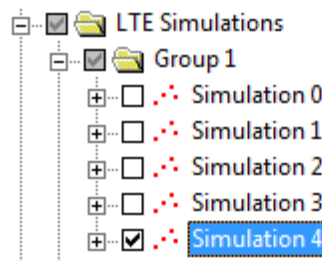 LTE Simulations
Group 1
Simulation 0
Simulation 1
Simulation 2
Simulation 3
Simulation 4